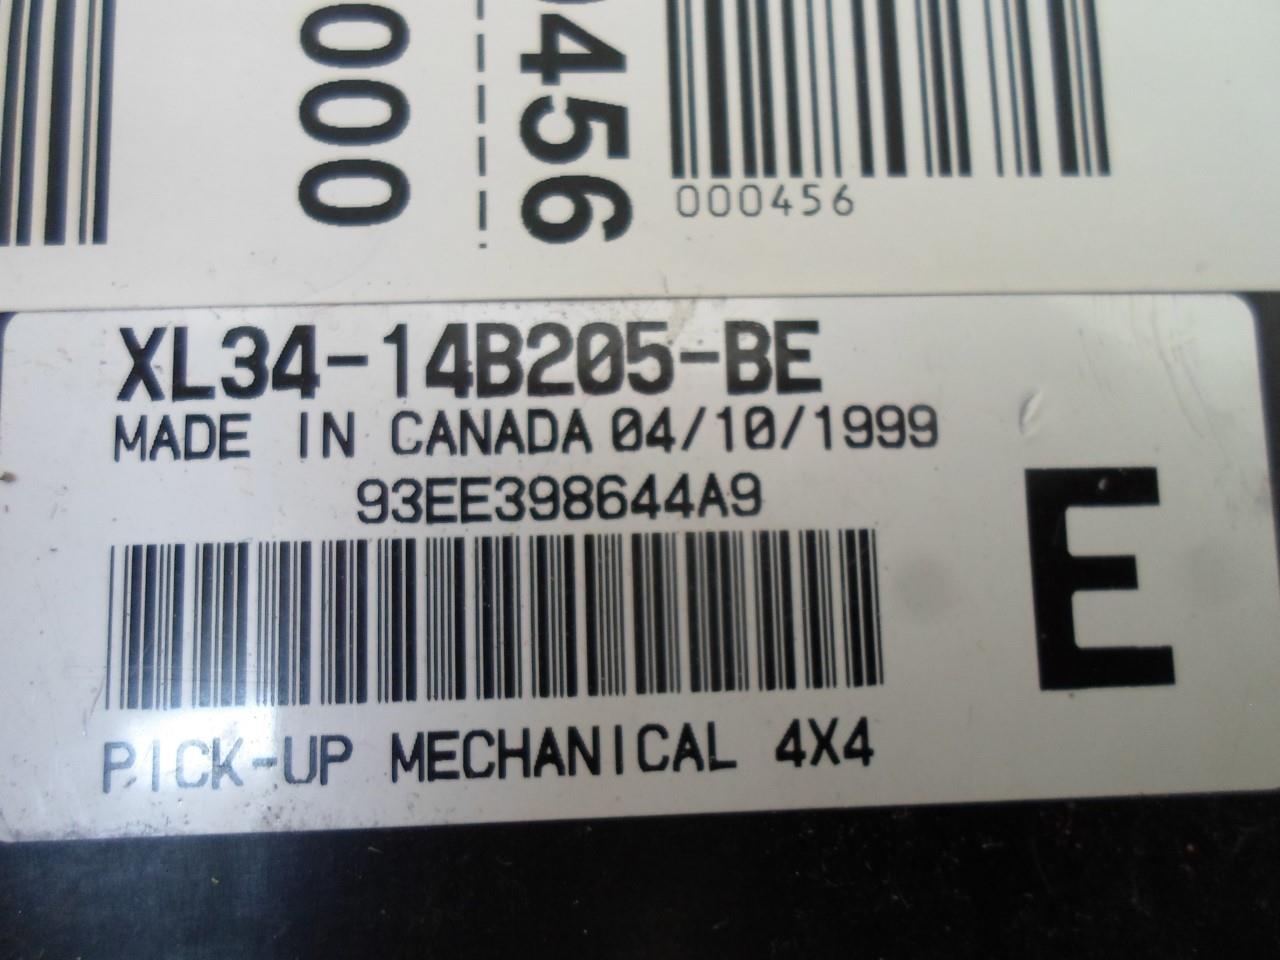 000
0456
000456
XL34-14B205-BE
MADE IN CANADA 04/10/1999
93EE398644A9
E
PICK-UP MECHANICAL 4X4